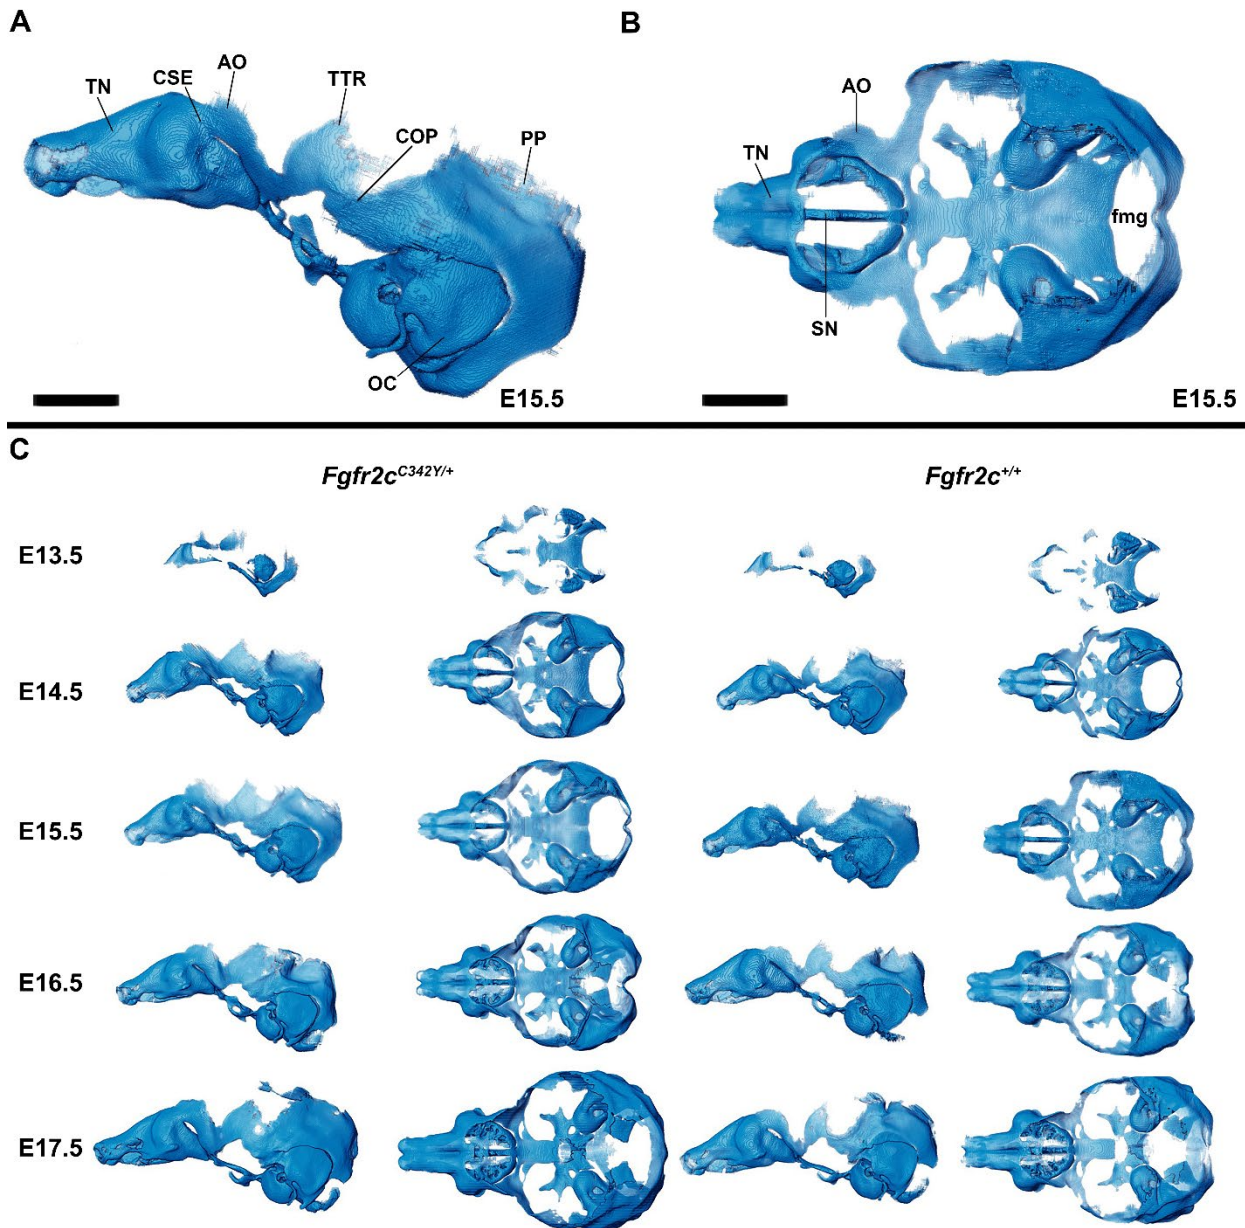 A
B
AO
CSE
TTR
TN
COP
PP
OC
E15.5
AO
TN
fmg
SN
E15.5
C
Fgfr2c^C342Y/+ Fgfr2c^+/+
E13.5
E14.5
E15.5
E16.5
E17.5